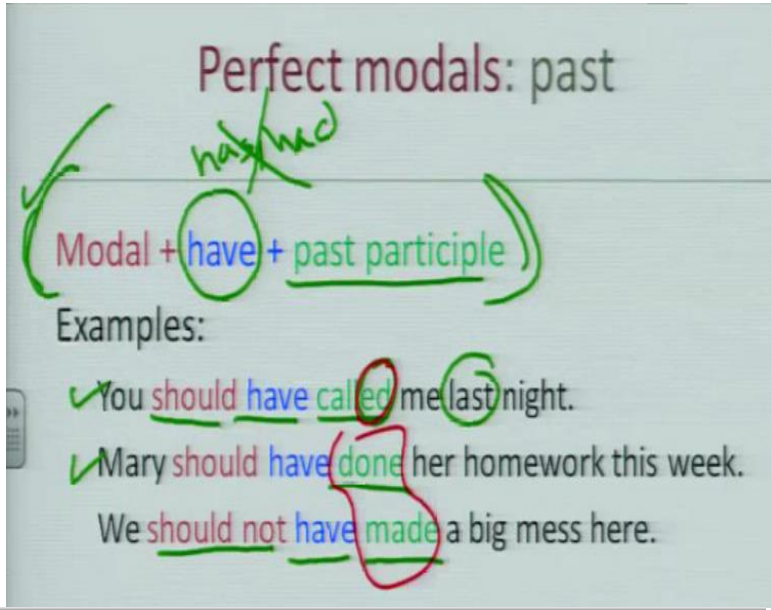 Perfect modals: past
has/had
Modal + have + past participle
Examples:
You should have called me last night.
Mary should have done her homework this week.
We should not have made a big mess here.